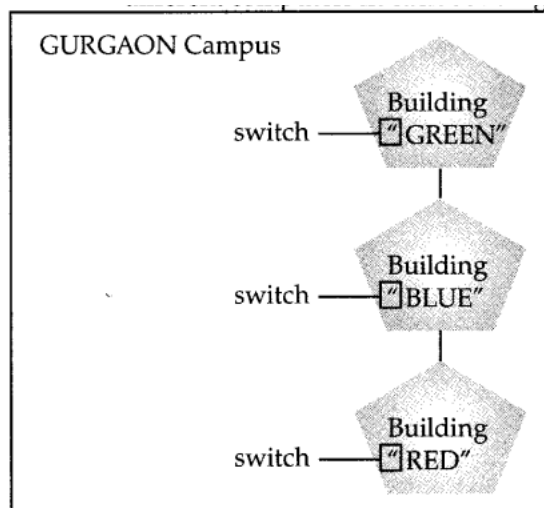 GURGAON Campus
Building
switch “GREEN”
Building
switch “BLUE”
Building
switch “RED”